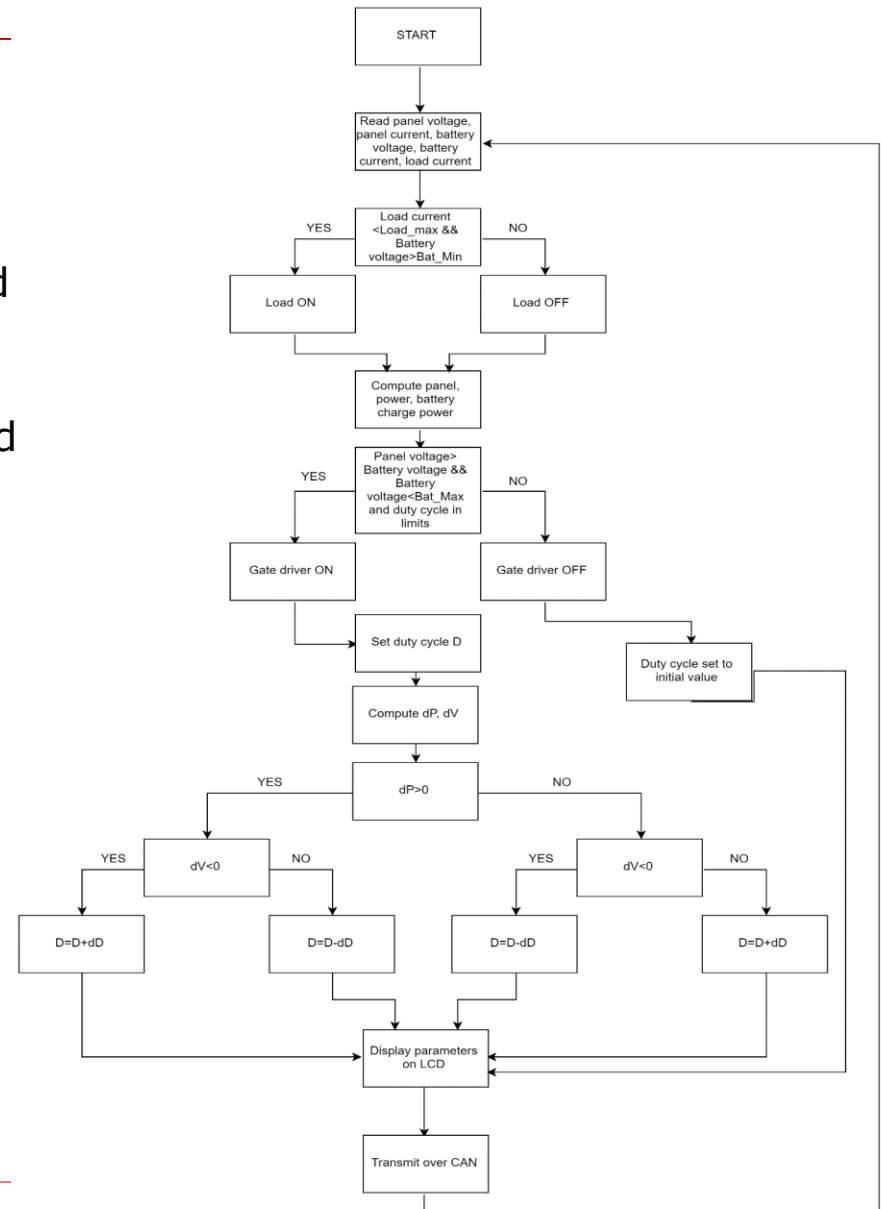 START
Read panel voltage,
panel current, battery
voltage, battery
current, load current
YES
Load current
<Load_max &&
Battery
voltage>Bat_Min
NO
d
Load ON
Load OFF
Compute panel,
power, battery
charge power
d
YES
Panel voltage>
Battery voltage &&
Battery
voltage<Bat_Max
and duty cycle in
limits
NO
Gate driver ON
Gate driver OFF
Set duty cycle D
Duty cycle set to
initial value
Compute dP, dV
YES
dP>0
NO
YES
dV<0
NO
YES
dV<0
NO
D=D+dD
D=D-dD
D=D-dD
D=D+dD
Display parameters
on LCD
Transmit over CAN